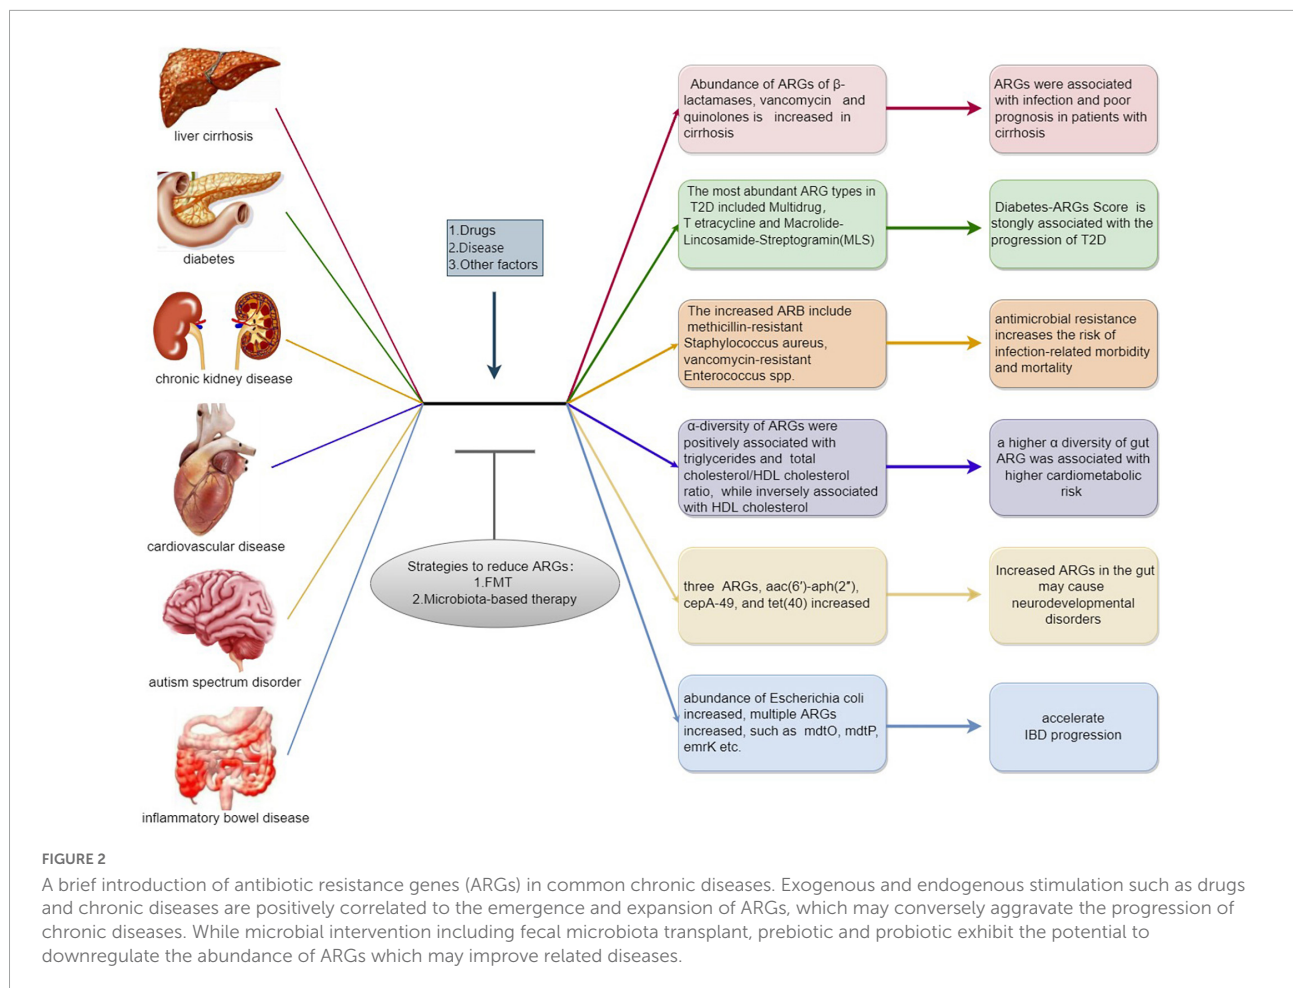 liver cirrhosis
diabetes
chronic kidney disease
cardiovascular disease
autism spectrum disorder
inflammatory bowel disease
1.Drugs
2.Disease
3.Other factors
Strategies to reduce ARGs:
1.FMT
2.Microbiota-based therapy
Abundance of ARGs of β-
lactamases, vancomycin and
quinolones is increased in
cirrhosis
ARGs were associated
with infection and poor
prognosis in patients with
cirrhosis
The most abundant ARG types in
T2D included Multidrug,
T etracycline and Macrolide-
Lincosamide-Streptogramin(MLS)
Diabetes-ARGs Score is
stongly associated with the
progression of T2D
The increased ARB include
methicillin-resistant
Staphylococcus aureus,
vancomycin-resistant
Enterococcus spp.
antimicrobial resistance
increases the risk of
infection-related morbidity
and mortality
α-diversity of ARGs were
positively associated with
triglycerides and total
cholesterol/HDL cholesterol
ratio, while inversely associated
with HDL cholesterol
a higher α diversity of gut
ARG was associated with
higher cardiometabolic
risk
three ARGs, aac(6′)-aph(2″),
cepA-49, and tet(40) increased
Increased ARGs in the gut
may cause
neurodevelopmental
disorders
abundance of Escherichia coli
increased, multiple ARGs
increased, such as mdtO, mdtP,
emrK etc.
accelerate
IBD progression
FIGURE 2
A brief introduction of antibiotic resistance genes (ARGs) in common chronic diseases. Exogenous and endogenous stimulation such as drugs
and chronic diseases are positively correlated to the emergence and expansion of ARGs, which may conversely aggravate the progression of
chronic diseases. While microbial intervention including fecal microbiota transplant, prebiotic and probiotic exhibit the potential to
downregulate the abundance of ARGs which may improve related diseases.